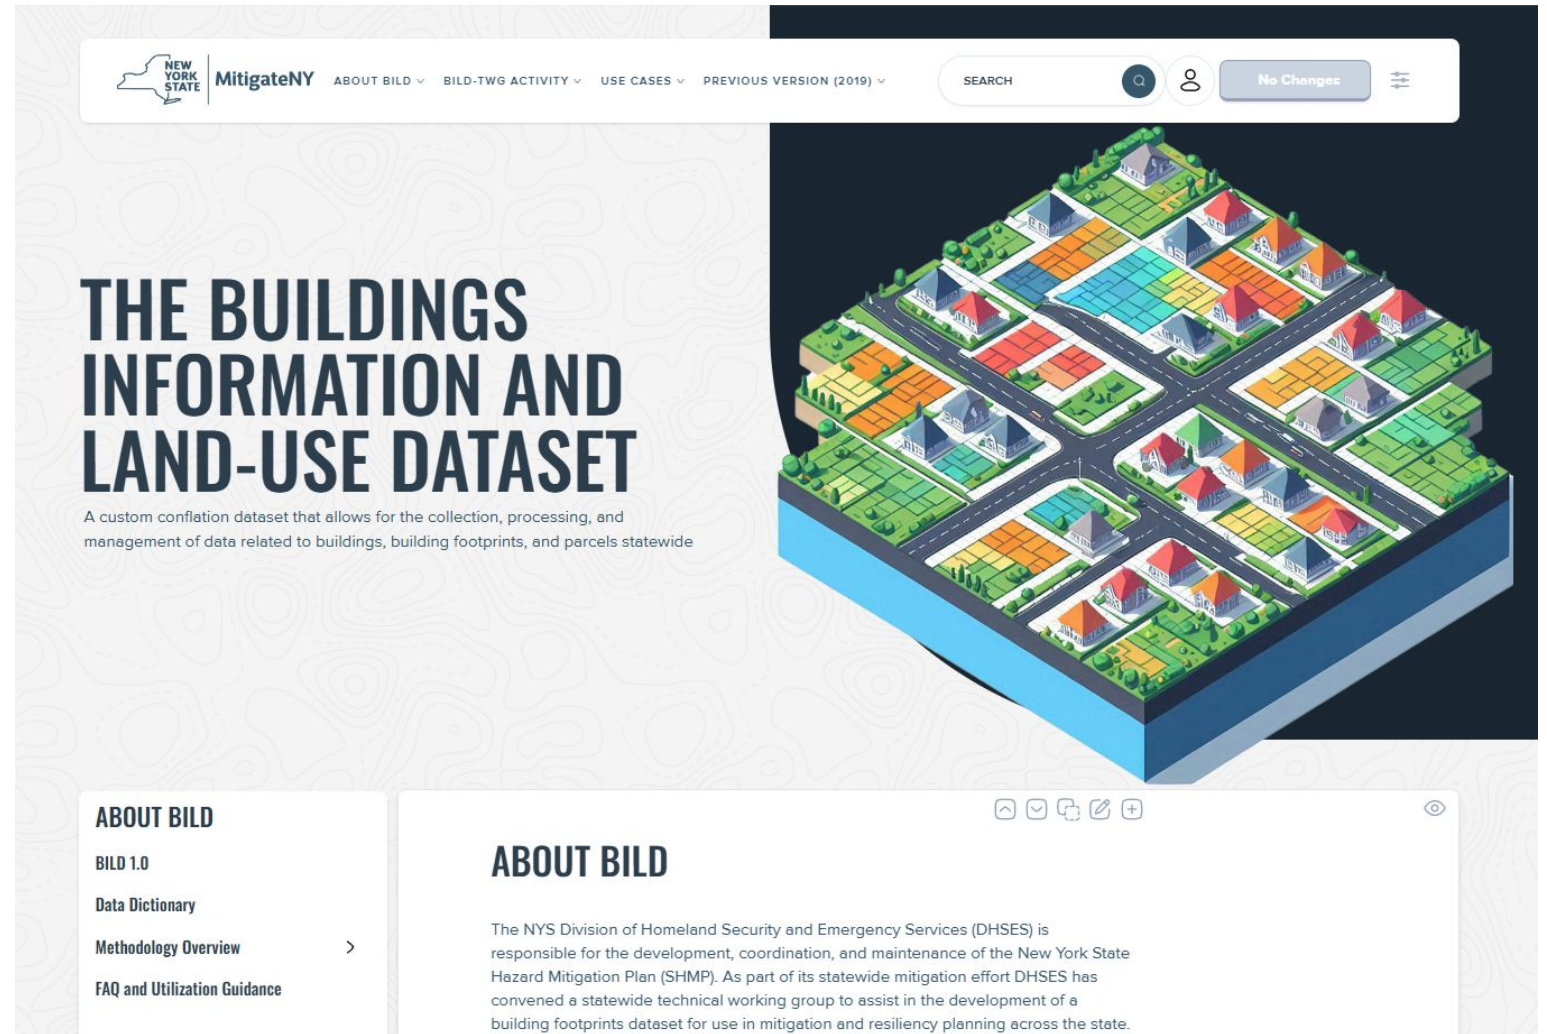 NEW
YORK
STATE
MitigateNY
ABOUT BILD
BILD-TWG ACTIVITY
USE CASES
PREVIOUS VERSION (2019)
SEARCH
No Changes
THE BUILDINGS
INFORMATION AND
LAND-USE DATASET
A custom conflation dataset that allows for the collection, processing, and
management of data related to buildings, building footprints, and parcels statewide
ABOUT BILD
BILD 1.0
Data Dictionary
Methodology Overview
FAQ and Utilization Guidance
ABOUT BILD
The NYS Division of Homeland Security and Emergency Services (DHSES) is
responsible for the development, coordination, and maintenance of the New York State
Hazard Mitigation Plan (SHMP). As part of its statewide mitigation effort DHSES has
convened a statewide technical working group to assist in the development of a
building footprints dataset for use in mitigation and resiliency planning across the state.